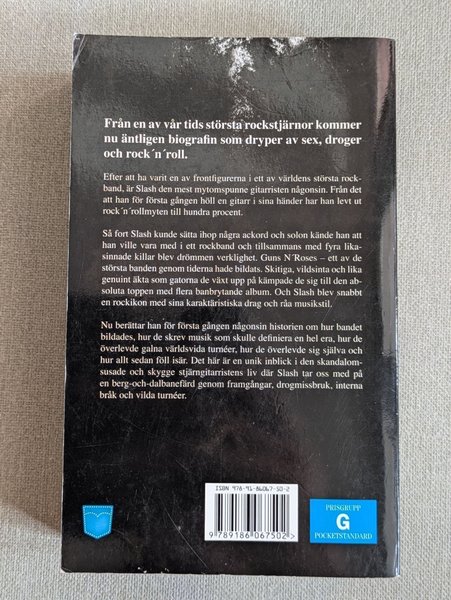 Från en av vår tids största rockstjärnor kommer
nu äntligen biografin som dryper av sex, droger
och rock´n´roll.
Efter att ha varit en av frontfigurerna i ett av världens största rock-
band, är Slash den mest mytomspunne gitarristen någonsin. Från det
att han för första gången höll en gitarr i sina händer har han levt ut
rock´n´rollmyten till hundra procent.
Så fort Slash kunde sätta ihop några ackord och solon kände han att
han ville vara med i ett rockband och tillsammans med fyra lika-
sinnade killar blev drömmen verklighet. Guns N´Roses – ett av de
största banden genom tiderna hade bildats. Skitiga, vildsinta och lika
genuint äkta som gatorna de växt upp på kämpade de sig till den ab-
soluta toppen med flera banbrytande album. Och Slash blev snabbt
en rockikon med sina karaktäristiska drag och råa musikstil.
Nu berättar han för första gången någonsin historien om hur bandet
bildades, hur de skrev musik som skulle definiera en hel era, hur de
överlevde galna världsvida turnéer, hur de överlevde sig själva och
hur allt sedan föll isär. Det här är en unik inblick i den skandalom-
susade och skygge stjärngitarristens liv där Slash tar oss med på
en berg-och-dalbanefärd genom framgångar, drogmissbruk, interna
bråk och vilda turnéer.
ISBN 978-91-86067-50-2
9 789186 067502 >
PRISGRUPP
G
POCKETSTANDARD